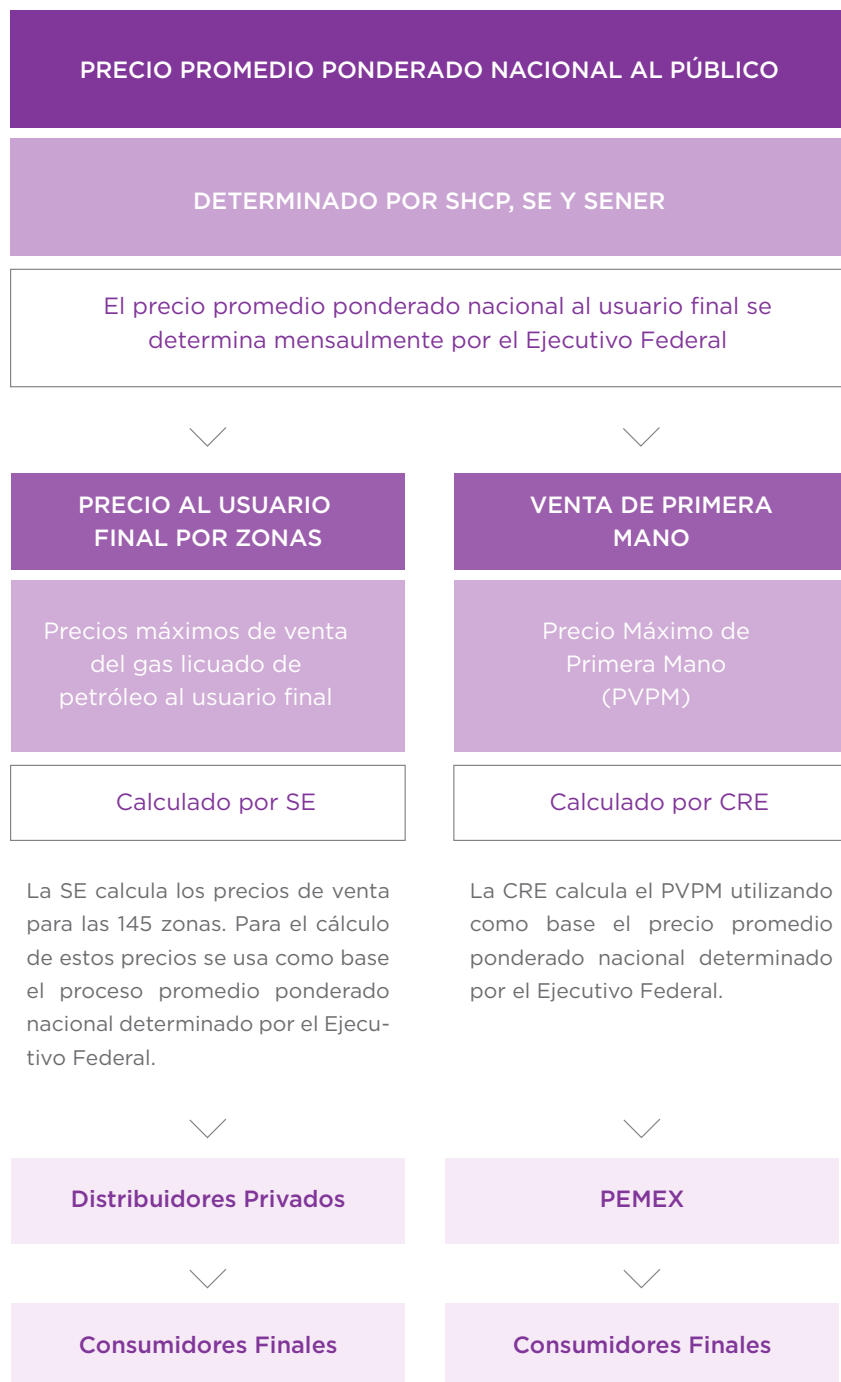 PRECIO PROMEDIO PONDERADO NACIONAL AL PÚBLICO
DETERMINADO POR SHCP, SE Y SENER
El precio promedio ponderado nacional al usuario final se
determina mensaulmente por el Ejecutivo Federal
PRECIO AL USUARIO
FINAL POR ZONAS
Precios máximos de venta
del gas licuado de
petróleo al usuario final
Calculado por SE
La SE calcula los precios de venta
para las 145 zonas. Para el cálculo
de estos precios se usa como base
el proceso promedio ponderado
nacional determinado por el Ejecu-
tivo Federal.
Distribuidores Privados
Consumidores Finales
VENTA DE PRIMERA
MANO
Precio Máximo de
Primera Mano
(PVPM)
Calculado por CRE
La CRE calcula el PVPM utilizando
como base el precio promedio
ponderado nacional determinado
por el Ejecutivo Federal.
PEMEX
Consumidores Finales